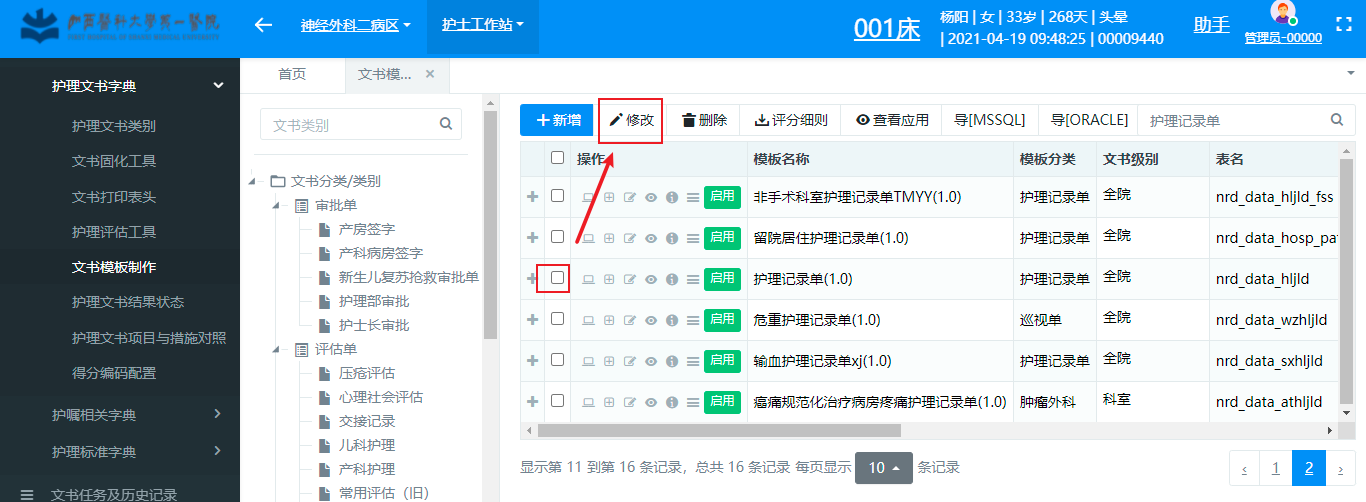 神经外科二病区
护士工作站
001床
杨阳 | 女 | 33岁 | 268天 | 头晕
| 2021-04-19 09:48:25 | 00009440
助手
管理员-00000
护理文书字典
护理文书类别
文书固化工具
文书打印表头
护理评估工具
文书模板制作
护理文书结果状态
护理文书项目与措施对照
得分编码配置
护嘱相关字典
护理标准字典
文书任务及历史记录
首页
文书模... ×
文书类别
文书分类/类别
审批单
产房签字
产科病房签字
新生儿复苏抢救审批单
护理部审批
护士长审批
评估单
压疮评估
心理社会评估
交接记录
儿科护理
产科护理
常用评估（旧）
新增 修改 删除 评分细则 查看应用 导[MSSQL] 导[ORACLE] 护理记录单
操作 模板名称 模板分类 文书级别 表名
启用 非手术科室护理记录单TMYY(1.0) 护理记录单 全院 nrd_data_hljld_fss
启用 留院居住护理记录单(1.0) 护理记录单 全院 nrd_data_hosp_pa
启用 护理记录单(1.0) 护理记录单 全院 nrd_data_hljld
启用 危重护理记录单(1.0) 巡视单 全院 nrd_data_wzhljld
启用 输血护理记录单xj(1.0) 护理记录单 全院 nrd_data_sxhljld
启用 癌痛规范化治疗病房疼痛护理记录单(1.0) 肿瘤外科 科室 nrd_data_athljld
显示第 11 到第 16 条记录，总共 16 条记录 每页显示 10 条记录
‹ 1 2 ›